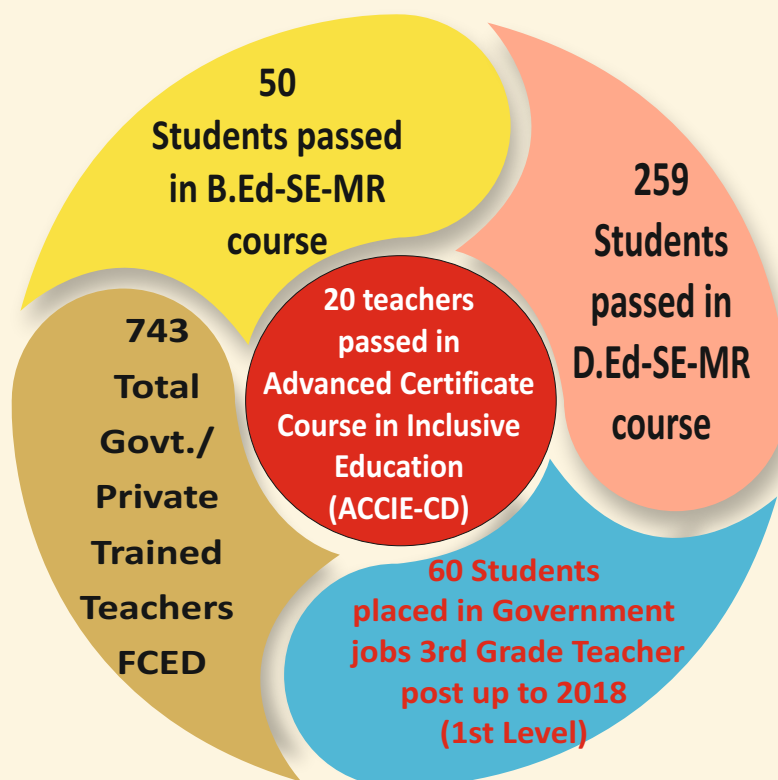 50
Students passed
in B.Ed-SE-MR
course
259
Students
passed in
D.Ed-SE-MR
course
20 teachers
passed in
Advanced Certificate
Course in Inclusive
Education
(ACCIE-CD)
743
Total
Govt./
Private
Trained
Teachers
FCED
60 Students
placed in Government
jobs 3rd Grade Teacher
post up to 2018
(1st Level)